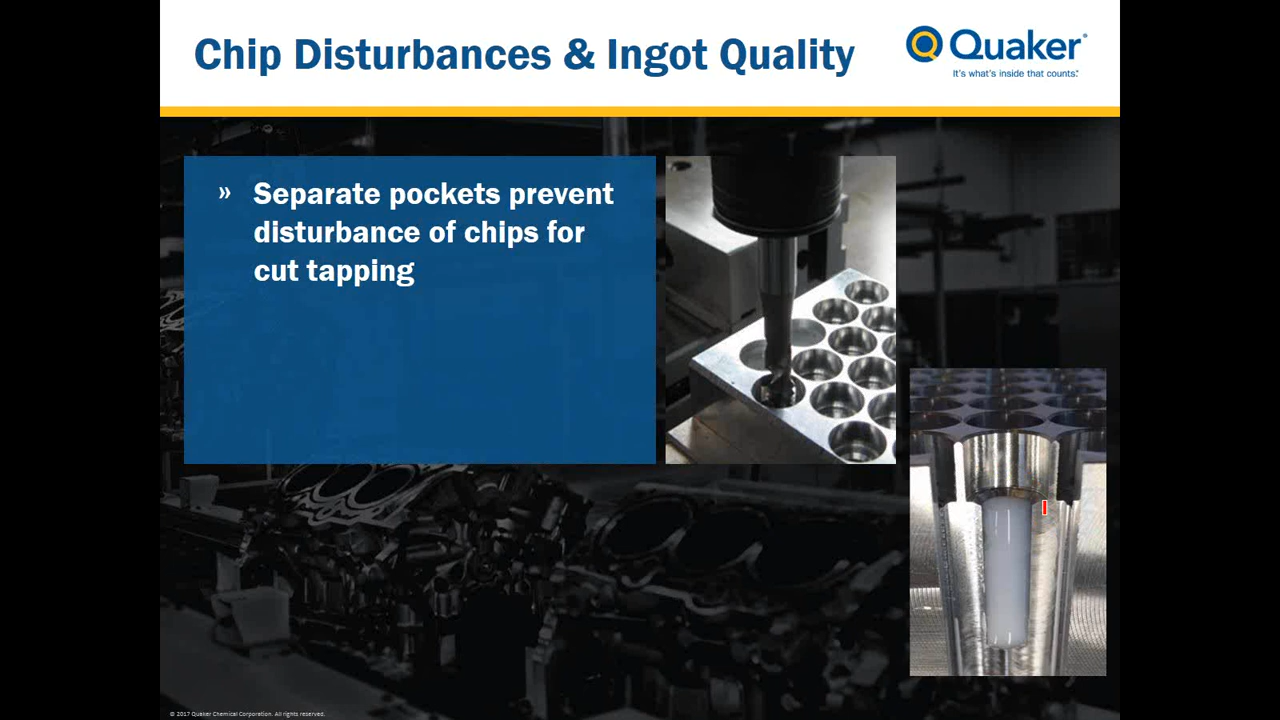 Chip Disturbances & Ingot Quality
Quaker®
It's what's inside that counts.®
» Separate pockets prevent
disturbance of chips for
cut tapping
© 2017 Quaker Chemical Corporation. All rights reserved.